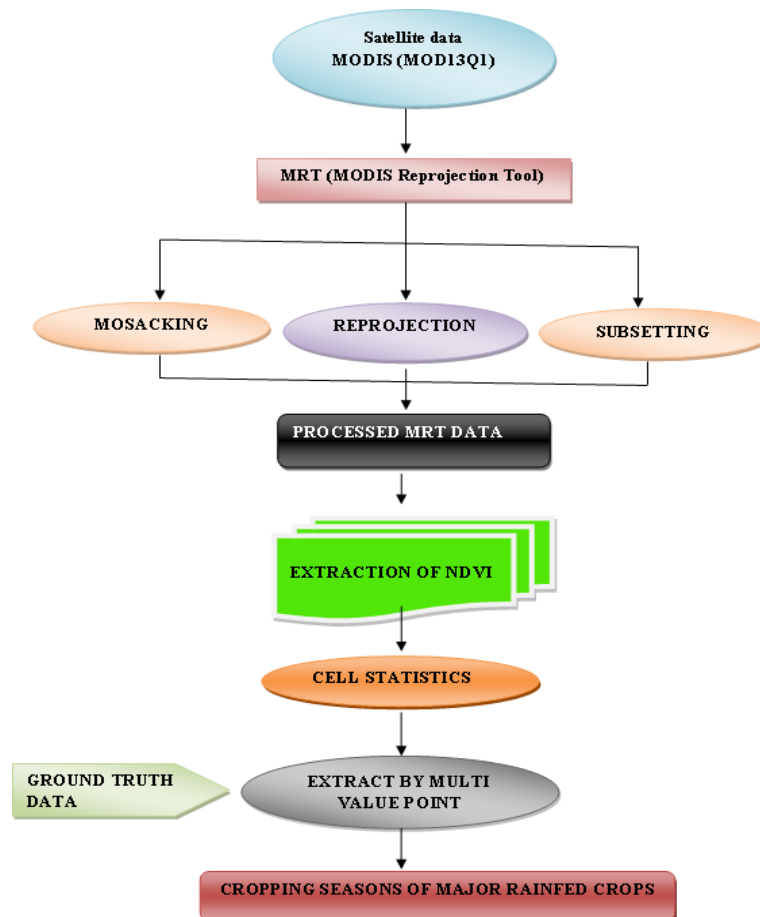 Satellite data
MODIS (MOD13Q1)
MRT (MODIS Reprojection Tool)
MOSACKING
REPROJECTION
SUBSETTING
PROCESSED MRT DATA
EXTRACTION OF NDVI
CELL STATISTICS
GROUND TRUTH
DATA
EXTRACT BY MULTI
VALUE POINT
CROPPING SEASONS OF MAJOR RAINFED CROPS